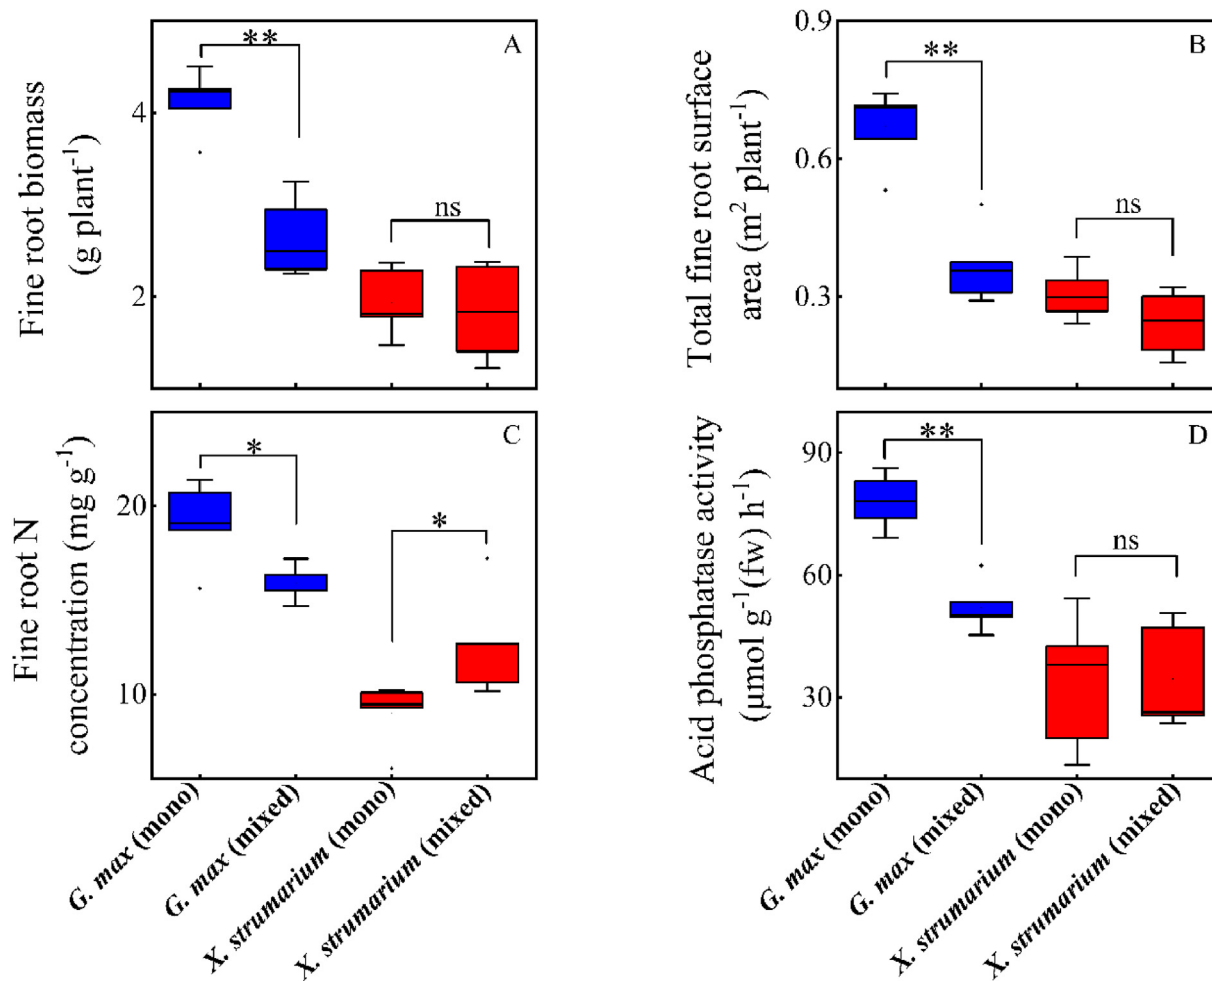 Fine root biomass
(g plant⁻¹)
4
2
**
ns
A
Total fine root surface
area (m² plant⁻¹)
0.9
0.6
0.3
**
ns
B
Fine root N
concentration (mg g⁻¹)
20
10
*
*
C
G. max (mono)
G. max (mixed)
X. strumarium (mono)
X. strumarium (mixed)
Acid phosphatase activity
(μmol g⁻¹(fw) h⁻¹)
90
60
30
**
ns
D
G. max (mono)
G. max (mixed)
X. strumarium (mono)
X. strumarium (mixed)